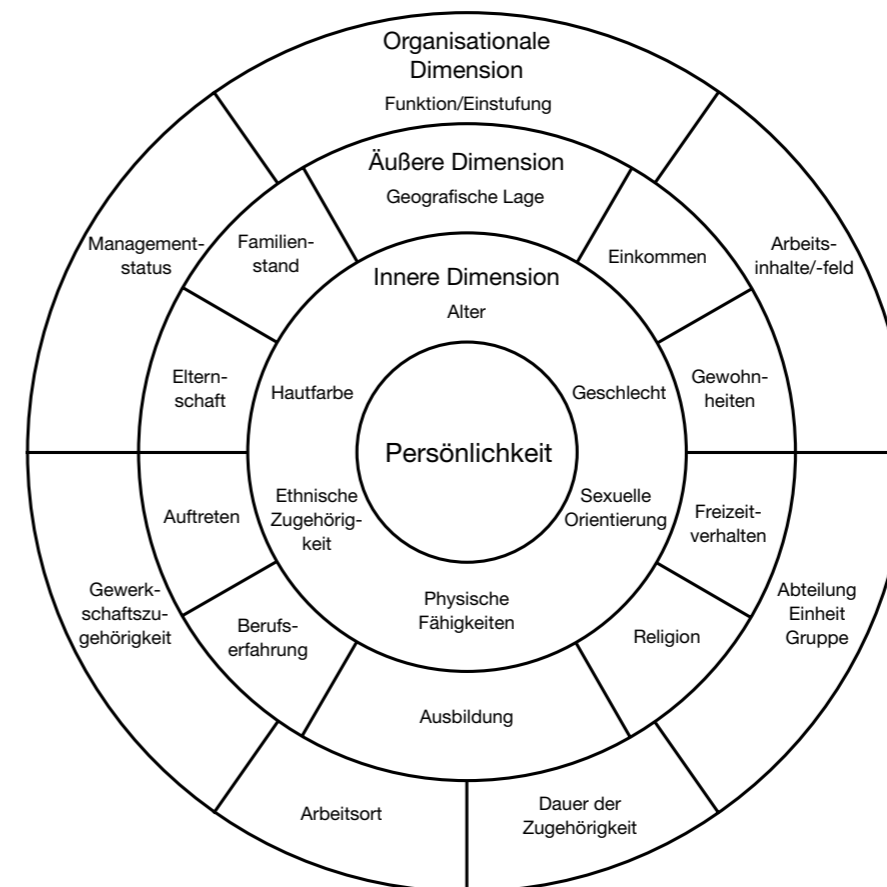 Organisationale
Dimension
Funktion/Einstufung
Äußere Dimension
Geografische Lage
Management-
status
Familien-
stand
Einkommen
Arbeits-
inhalte/-feld
Innere Dimension
Alter
Eltern-
schaft
Hautfarbe
Geschlecht
Gewohn-
heiten
Persönlichkeit
Auftreten
Ethnische
Zugehörig-
keit
Sexuelle
Orientierung
Freizeit-
verhalten
Gewerk-
schaftszu-
gehörigkeit
Berufs-
erfahrung
Physische
Fähigkeiten
Religion
Abteilung
Einheit
Gruppe
Ausbildung
Arbeitsort
Dauer der
Zugehörigkeit